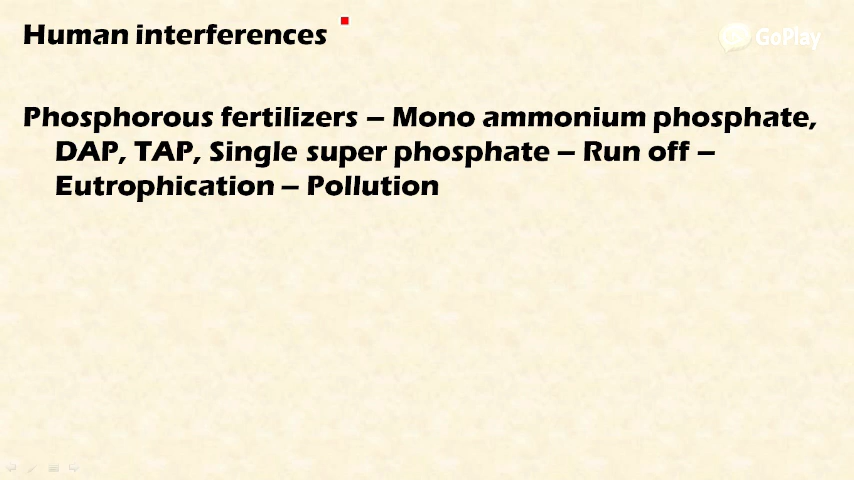 Human interferences
GoPlay
Phosphorous fertilizers – Mono ammonium phosphate,
DAP, TAP, Single super phosphate – Run off –
Eutrophication – Pollution